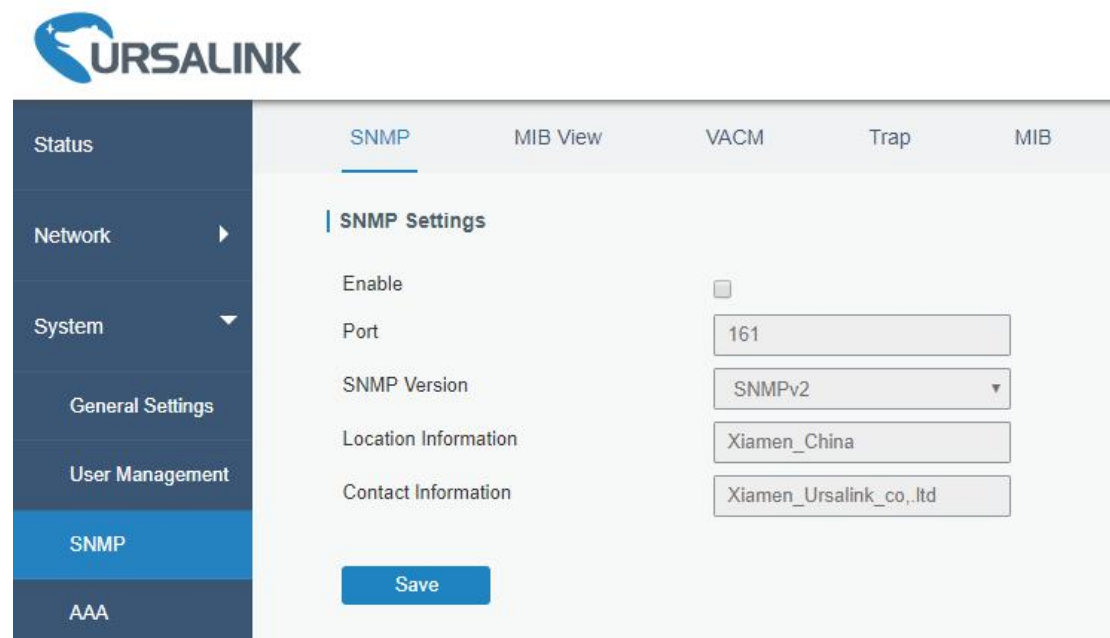 URSALINK
Status
SNMP MIB View VACM Trap MIB
SNMP Settings
Network
Enable
Port 161
System
SNMP Version SNMPv2
General Settings
Location Information Xiamen_China
User Management
Contact Information Xiamen_Ursalink_co,.ltd
SNMP
Save
AAA